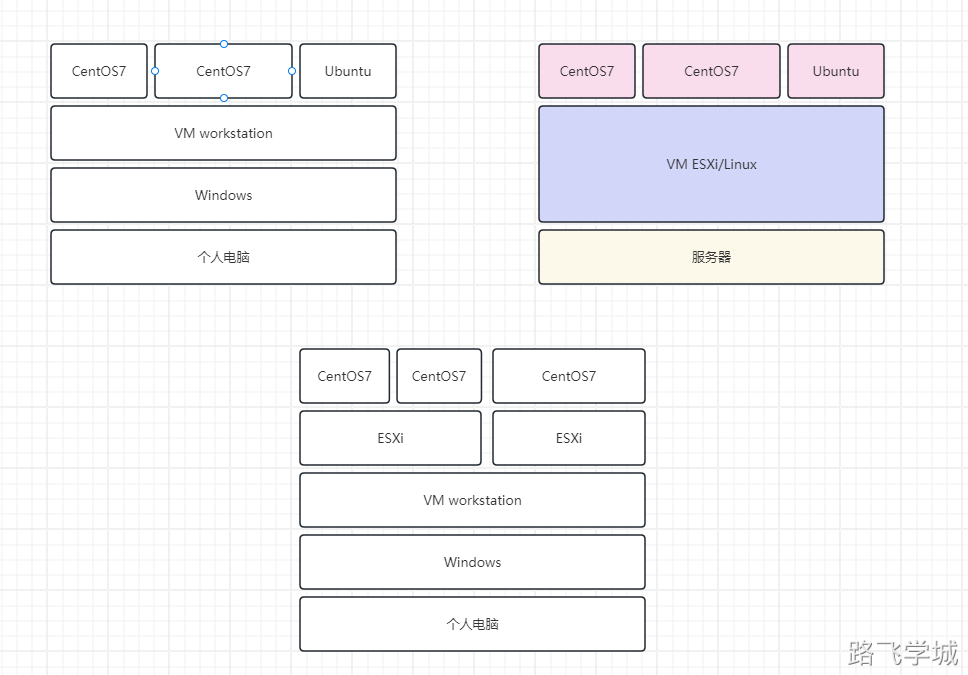 CentOS7
CentOS7
Ubuntu
VM workstation
Windows
个人电脑
CentOS7
CentOS7
Ubuntu
VM ESXi/Linux
服务器
CentOS7
CentOS7
CentOS7
ESXi
ESXi
VM workstation
Windows
个人电脑
路飞学城